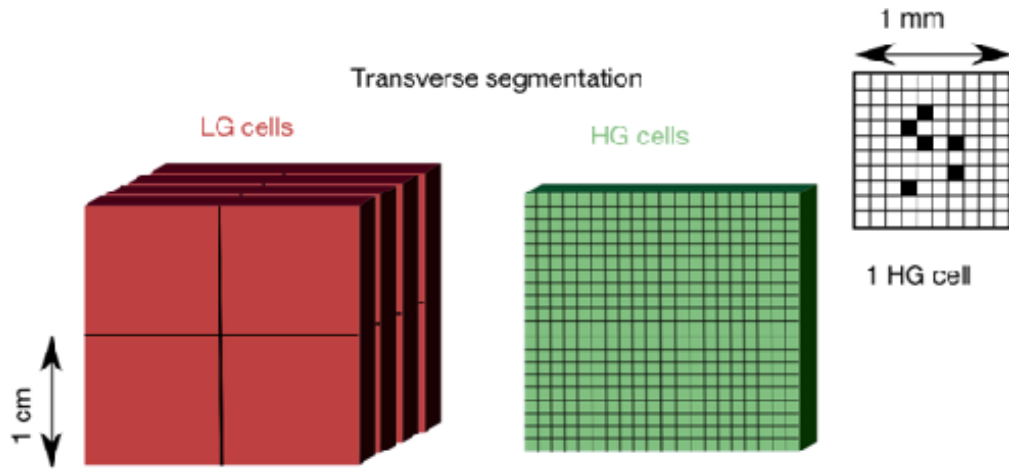 1 mm
Transverse segmentation
LG cells
HG cells
1 HG cell
1 cm